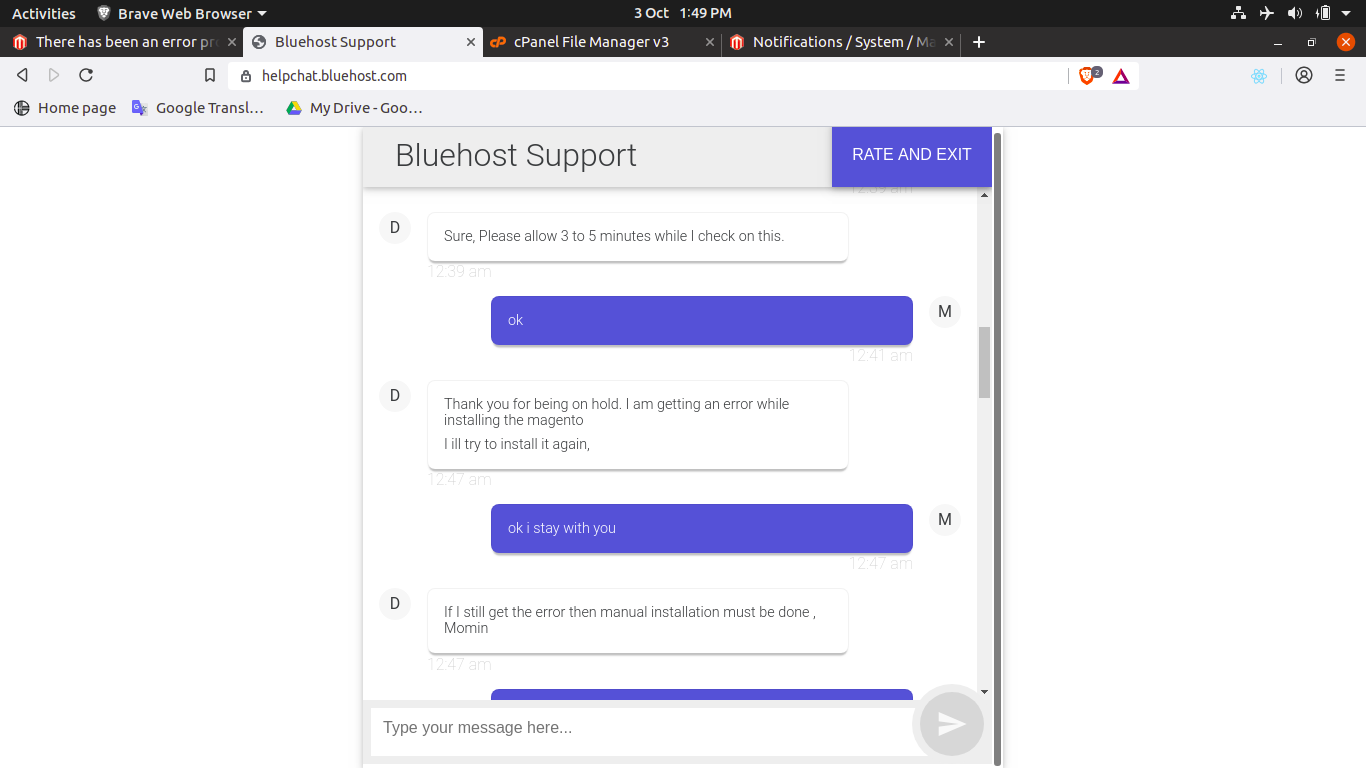 Activities
Brave Web Browser
3 Oct 1:49 PM
There has been an error pr
Bluehost Support
cPanel File Manager v3
Notifications / System / Ma
helpchat.bluehost.com
2
Home page
Google Transl…
My Drive - Goo…
Bluehost Support
RATE AND EXIT
12:39 am
D
Sure, Please allow 3 to 5 minutes while I check on this.
12:39 am
ok
M
12:41 am
D
Thank you for being on hold. I am getting an error while
installing the magento
I ill try to install it again,
12:47 am
ok i stay with you
M
12:47 am
D
If I still get the error then manual installation must be done ,
Momin
12:47 am
Type your message here...